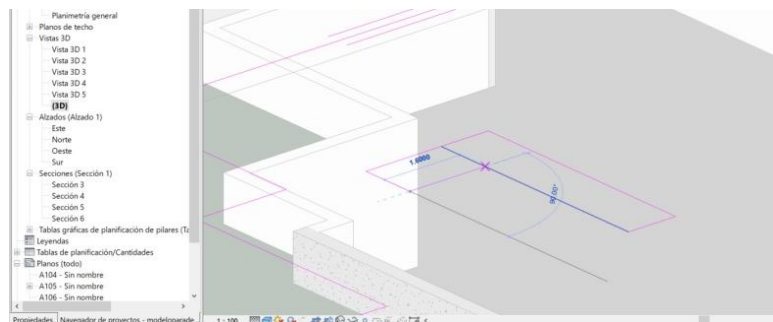 Planimetría general
Planos de techo
Vistas 3D
Vista 3D 1
Vista 3D 2
Vista 3D 3
Vista 3D 4
Vista 3D 5
(3D)
Alzados (Alzado 1)
Este
Norte
Oeste
Sur
Secciones (Sección 1)
Sección 3
Sección 4
Sección 5
Sección 6
Tablas gráficas de planificación de pilares (Ta
Leyendas
Tablas de planificación/Cantidades
Planos (todo)
A104 - Sin nombre
A105 - Sin nombre
A106 - Sin nombre
Propiedades
Navegador de proyectos - modeloparade
1 : 100
90.00°